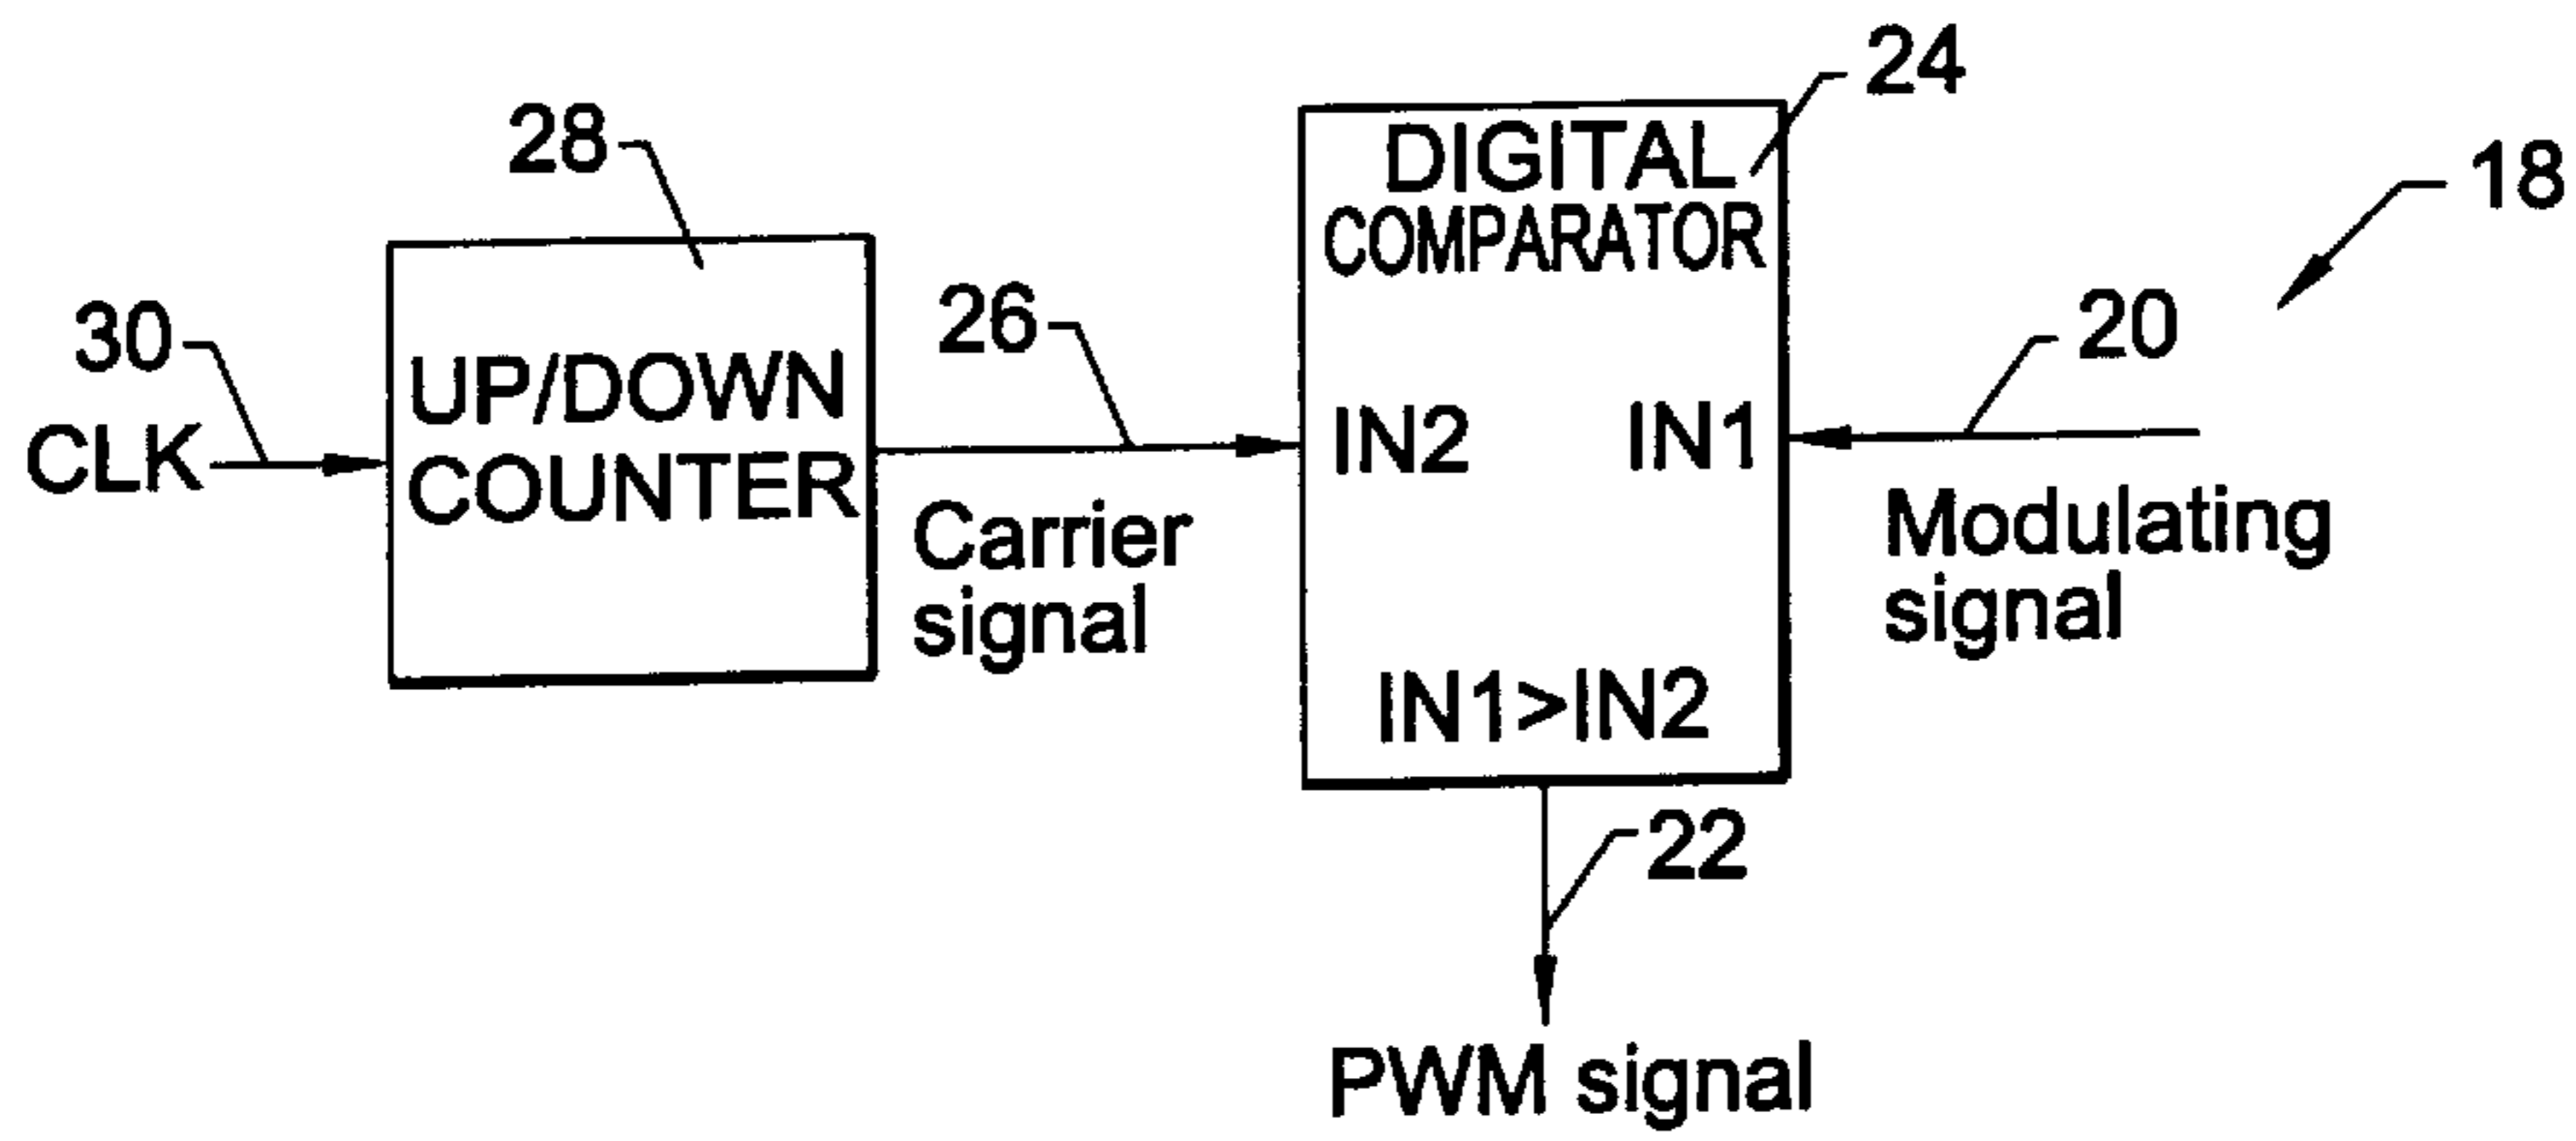 24
28
DIGITAL
COMPARATOR
18
30
26
20
CLK
UP/DOWN
COUNTER
IN2
IN1
Carrier
signal
Modulating
signal
IN1>IN2
22
PWM signal